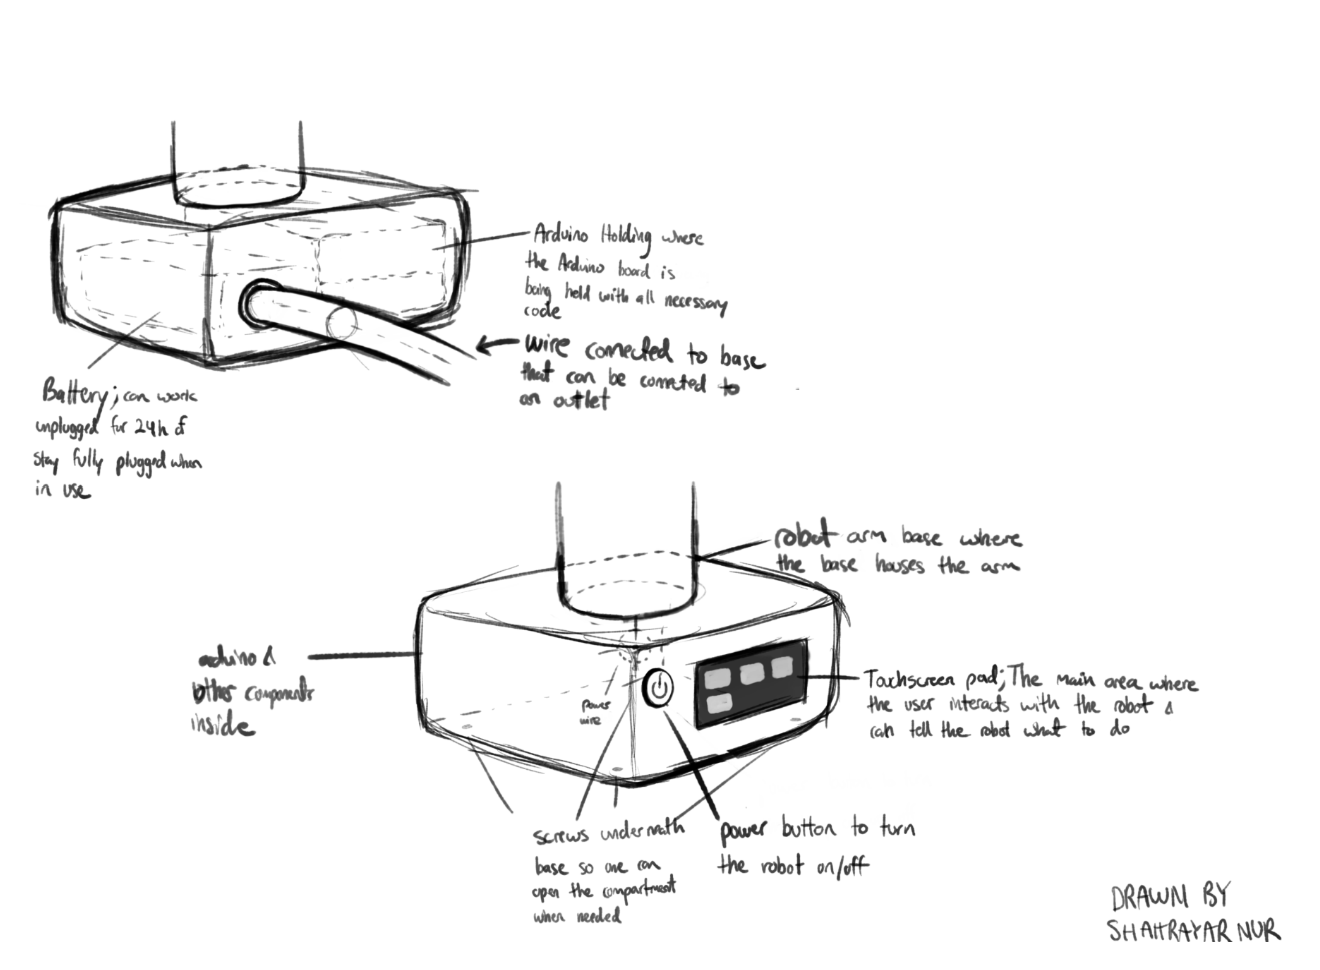 Arduino Holding where
the Arduino board is
being held with all necessary
code
wire connected to base
that can be connected to
an outlet
Battery; can work
unplugged for 24h &
stay fully plugged when
in use
robot arm base where
the base houses the arm
arduino &
other components
inside
power
wire
Touchscreen pad; The main area where
the user interacts with the robot &
can tell the robot what to do
screws underneath
base so one can
open the compartment
when needed
power button to turn
the robot on/off
DRAWN BY
SHAHRAYAR NUR